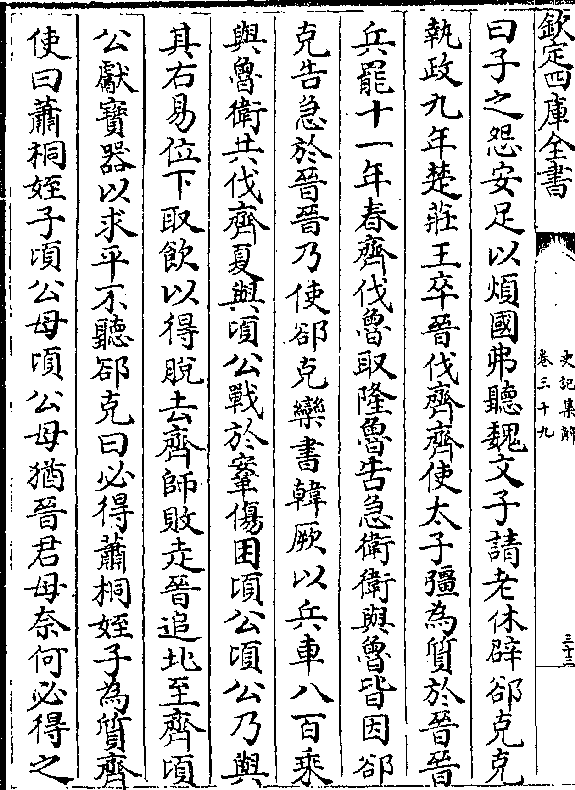 欽定四庫全書
史記集解
卷三十九
三十三
曰子之怨安足以煩國弗聽魏文子請老休辟郤克克
執政九年楚莊王卒晉伐齊齊使太子彊為質於晉晉
兵罷十一年春齊伐魯取隆魯告急衛衛與魯皆因郤
克告急於晉晉乃使郤克欒書韓厥以兵車八百乘
與魯衛共伐齊夏與頃公戰於鞌傷困頃公頃公乃與
其右易位下取飲以得脫去齊師敗走晉追北至齊頃
公獻寶器以求平不聽郤克曰必得蕭桐姪子為質齊
使曰蕭桐姪子頃公母頃公母猶晉君母奈何必得之